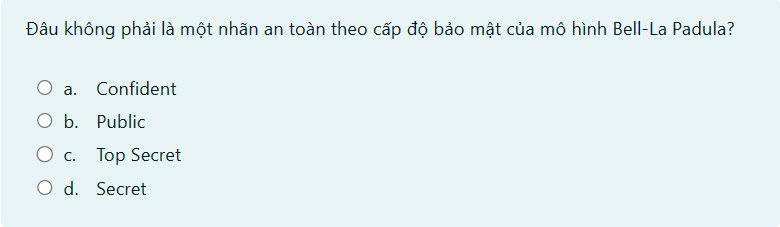 Đâu không phải là một nhãn an toàn theo cấp độ bảo mật của mô hình Bell-La Padula?
a. Confident
b. Public
c. Top Secret
d. Secret